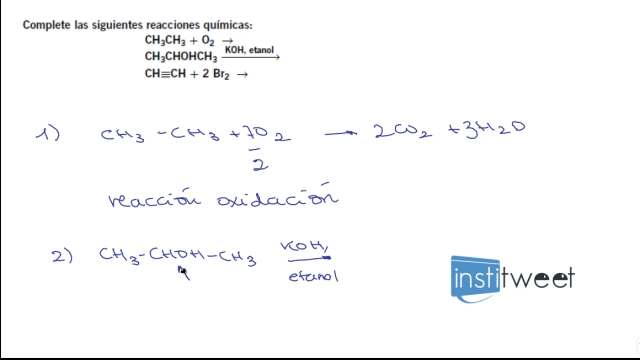 Complete las siguientes reacciones químicas:
CH₃CH₃ + O₂ →
CH₃CHOHCH₃ KOH, etanol →
CH≡CH + 2 Br₂ →
1) CH₃ - CH₃ + 7/2 O₂ → 2CO₂ + 3H₂O
reacción oxidación
2) CH₃-CHOH-CH₃ KOH, etanol →
institweet